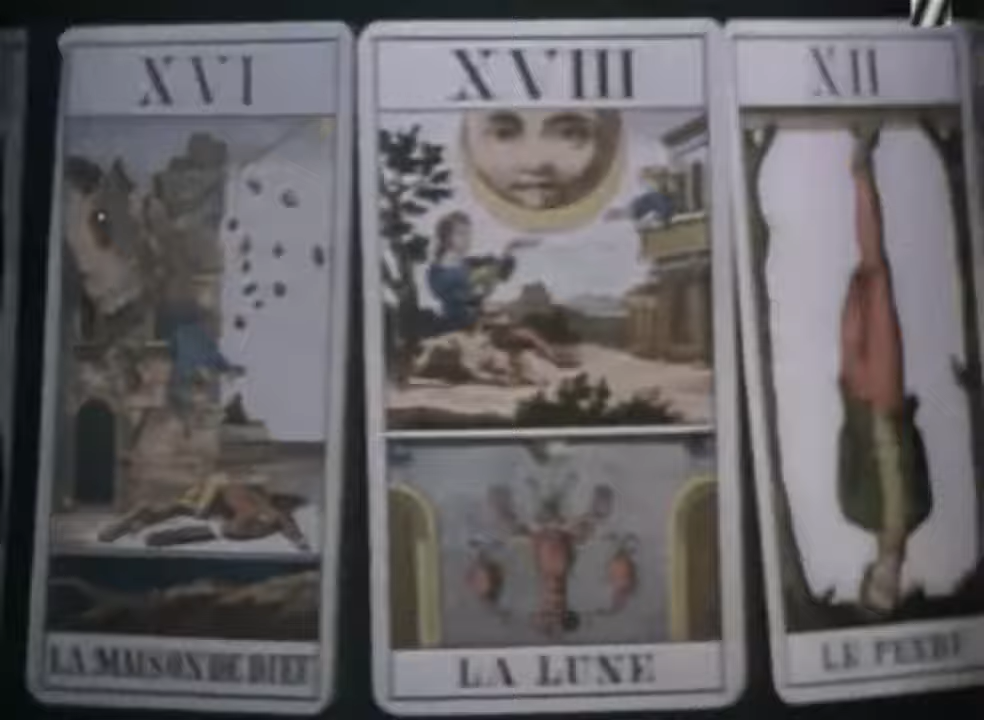 XVI
LA MAISON DE DIEU
XVIII
LA LUNE
XII
LE PENDU